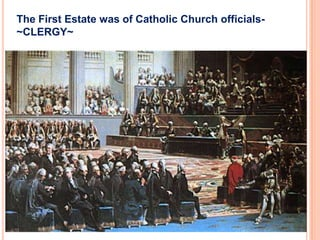 The First Estate was of Catholic Church officials-
~CLERGY~